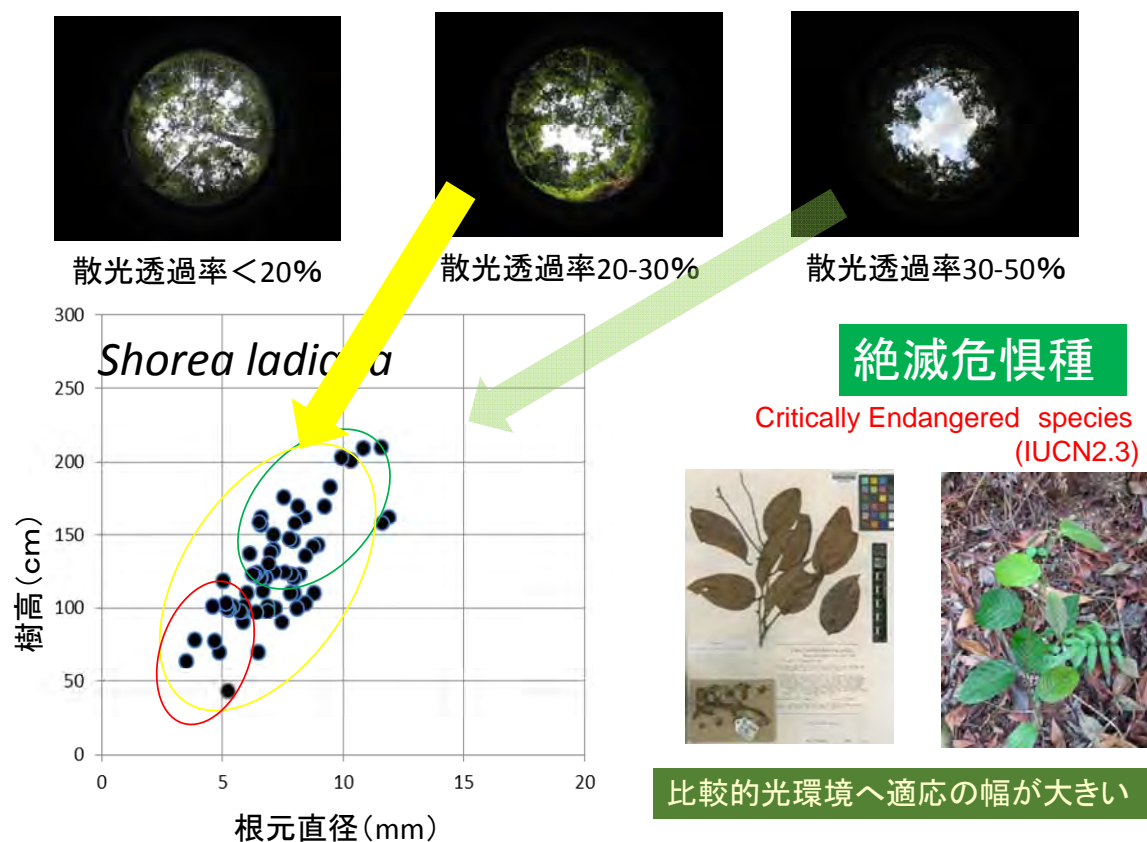 散光透過率<20%
散光透過率20-30%
散光透過率30-50%
300
250
200
150
100
50
0
0
5
10
15
20
樹高(cm)
根元直径(mm)
Shorea
絶滅危惧種
Critically Endangered species
(IUCN2.3)
比較的光環境へ適応の幅が大きい